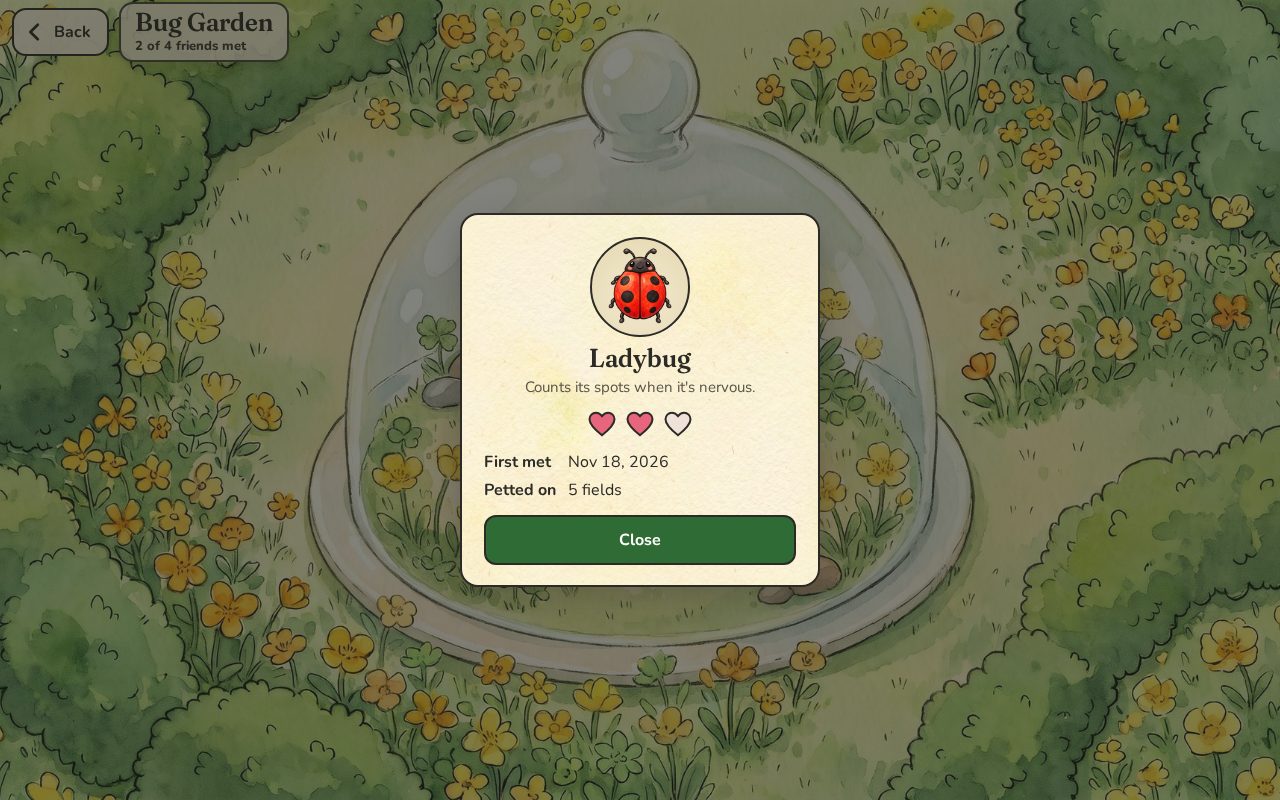 Back
Bug Garden
2 of 4 friends met
Ladybug
Counts its spots when it's nervous.
First met Nov 18, 2026
Petted on 5 fields
Close